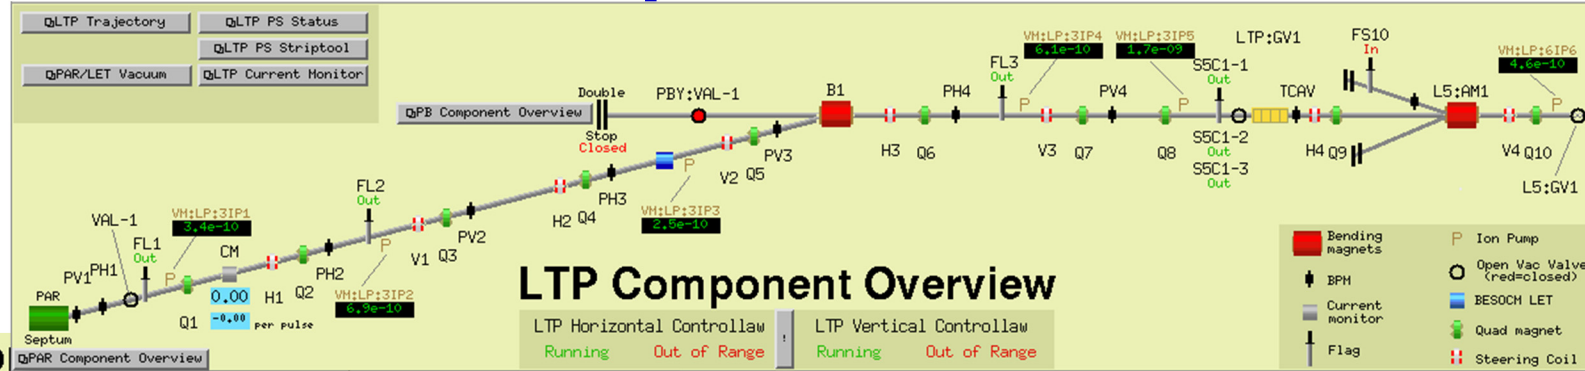 LTP Trajectory
LTP PS Status
LTP PS Striptool
PAR/LET Vacuum
LTP Current Monitor
PB Component Overview
Double
Stop
Closed
PBY:VAL-1
B1
H3
Q6
PH4
FL3
Out
VM:LP:3IP4
6.1e-10
P
V3
Q7
PV4
VM:LP:3IP5
1.7e-09
P
Q8
S5C1-1
Out
S5C1-2
Out
S5C1-3
Out
LTP:GV1
TCAV
H4
Q9
FS10
In
L5:AM1
V4
Q10
VM:LP:6IP6
4.6e-10
P
L5:GV1
PAR
Septum
PV1
PH1
VAL-1
FL1
Out
VM:LP:3IP1
3.4e-10
P
Q1
CM
0.00
-0.00 per pulse
H1
Q2
PH2
FL2
Out
VM:LP:3IP2
6.9e-10
P
V1
Q3
PV2
H2
Q4
PH3
VM:LP:3IP3
2.5e-10
P
V2
Q5
PV3
PAR Component Overview
LTP Component Overview
LTP Horizontal Controllaw
Running Out of Range
!
LTP Vertical Controllaw
Running Out of Range
Bending
magnets
BPM
Current
monitor
Flag
P Ion Pump
Open Vac Valve
(red=closed)
BESOCM LET
Quad magnet
Steering Coil